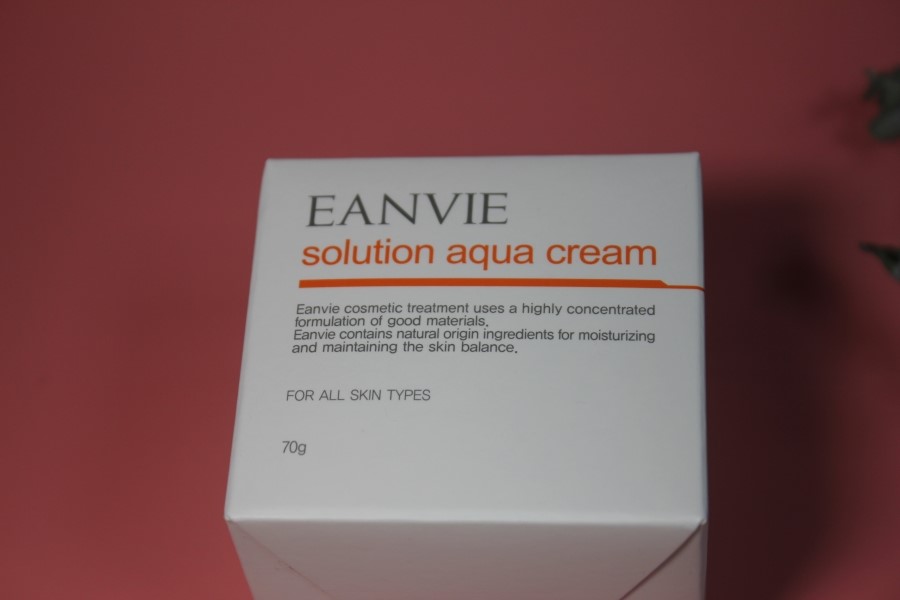 EANVIE
solution aqua cream
Eanvie cosmetic treatment uses a highly concentrated
formulation of good materials.
Eanvie contains natural origin ingredients for moisturizing
and maintaining the skin balance.
FOR ALL SKIN TYPES
70g